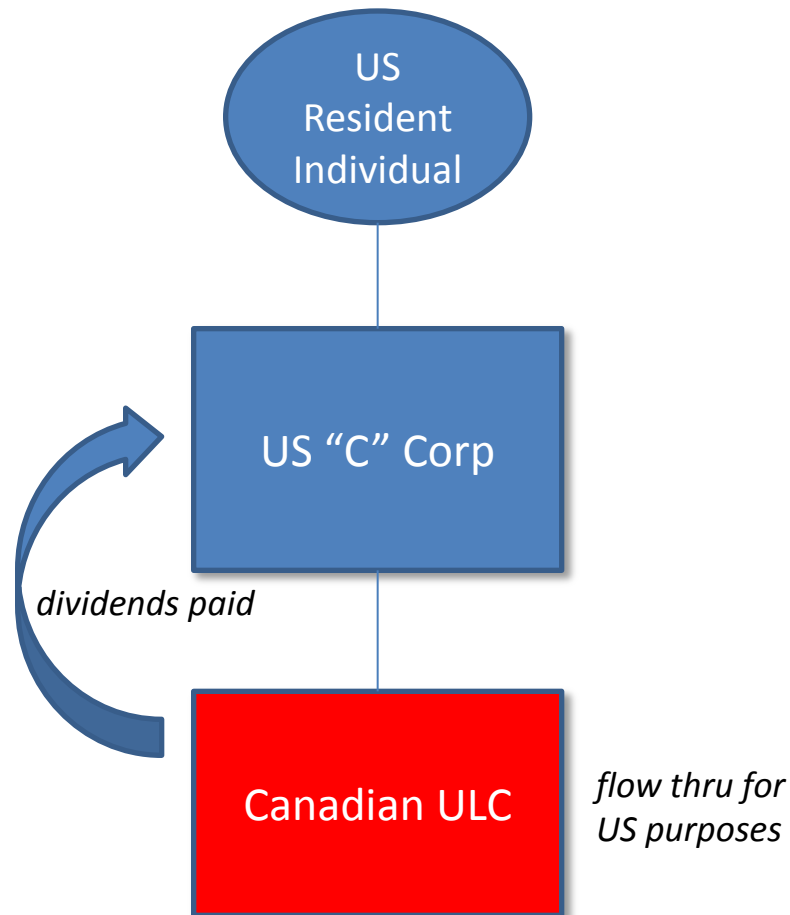 US
Resident
Individual
US “C” Corp
dividends paid
Canadian ULC
flow thru for
US purposes